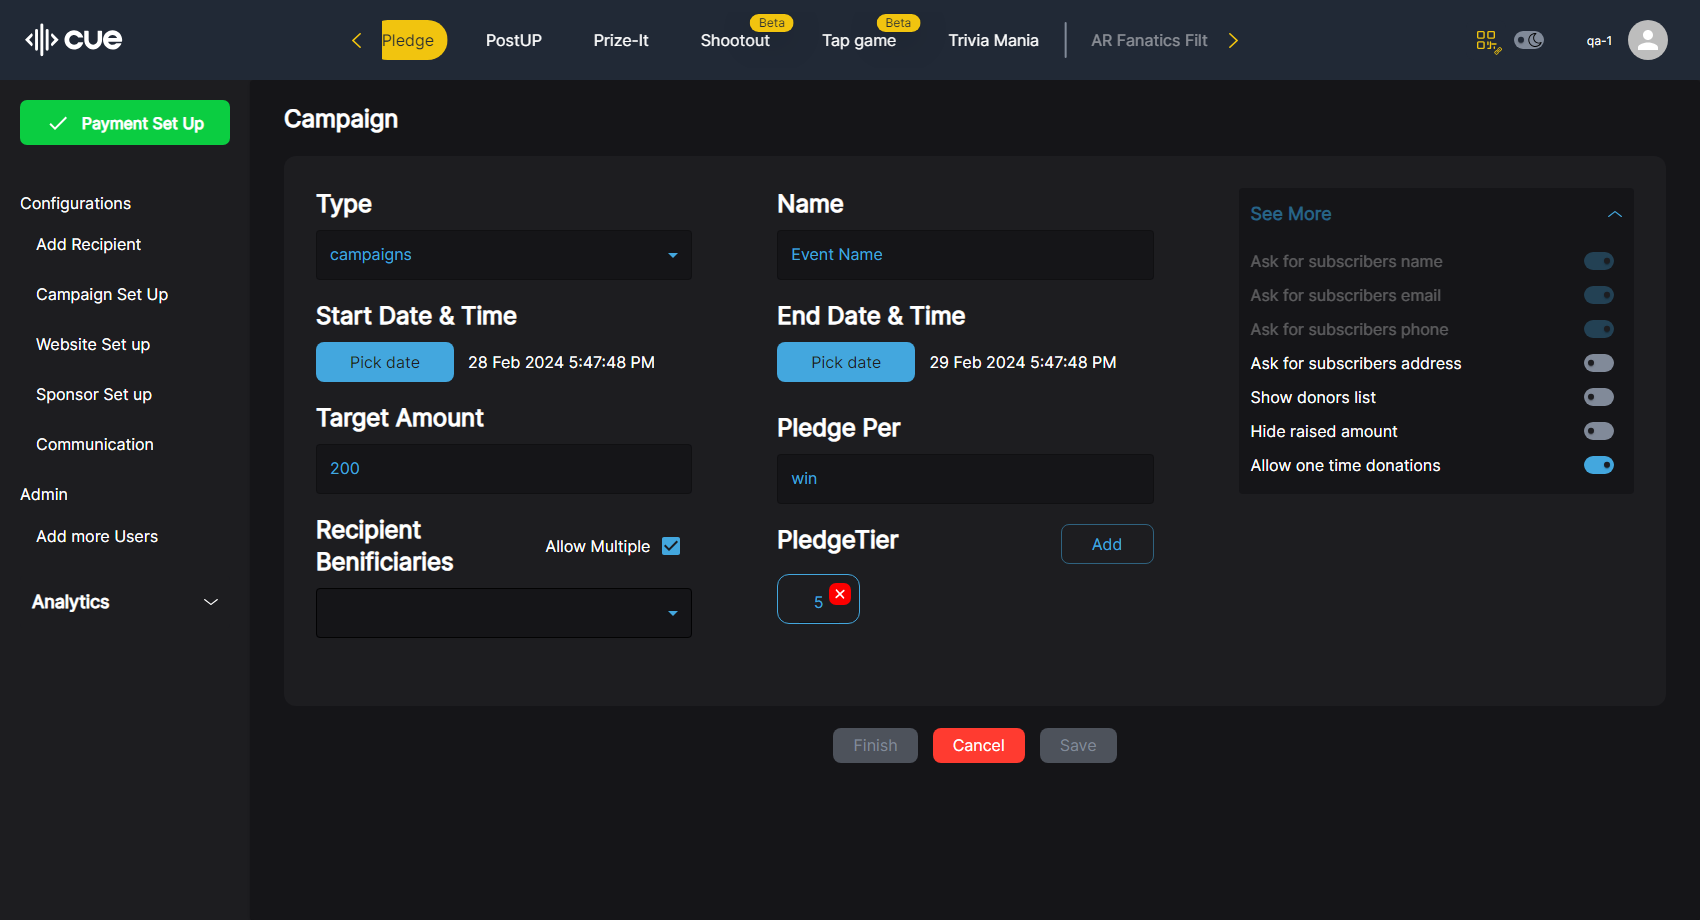 cue
Pledge
PostUP
Prize-It
Beta
Shootout
Beta
Tap game
Trivia Mania
AR Fanatics Filt
qa-1
Payment Set Up
Configurations
Add Recipient
Campaign Set Up
Website Set up
Sponsor Set up
Communication
Admin
Add more Users
Analytics
Campaign
Type
campaigns
Name
Event Name
Start Date & Time
Pick date 28 Feb 2024 5:47:48 PM
End Date & Time
Pick date 29 Feb 2024 5:47:48 PM
Target Amount
200
Pledge Per
win
Recipient
Benificiaries
Allow Multiple
PledgeTier
Add
5
See More
Ask for subscribers name
Ask for subscribers email
Ask for subscribers phone
Ask for subscribers address
Show donors list
Hide raised amount
Allow one time donations
Finish
Cancel
Save